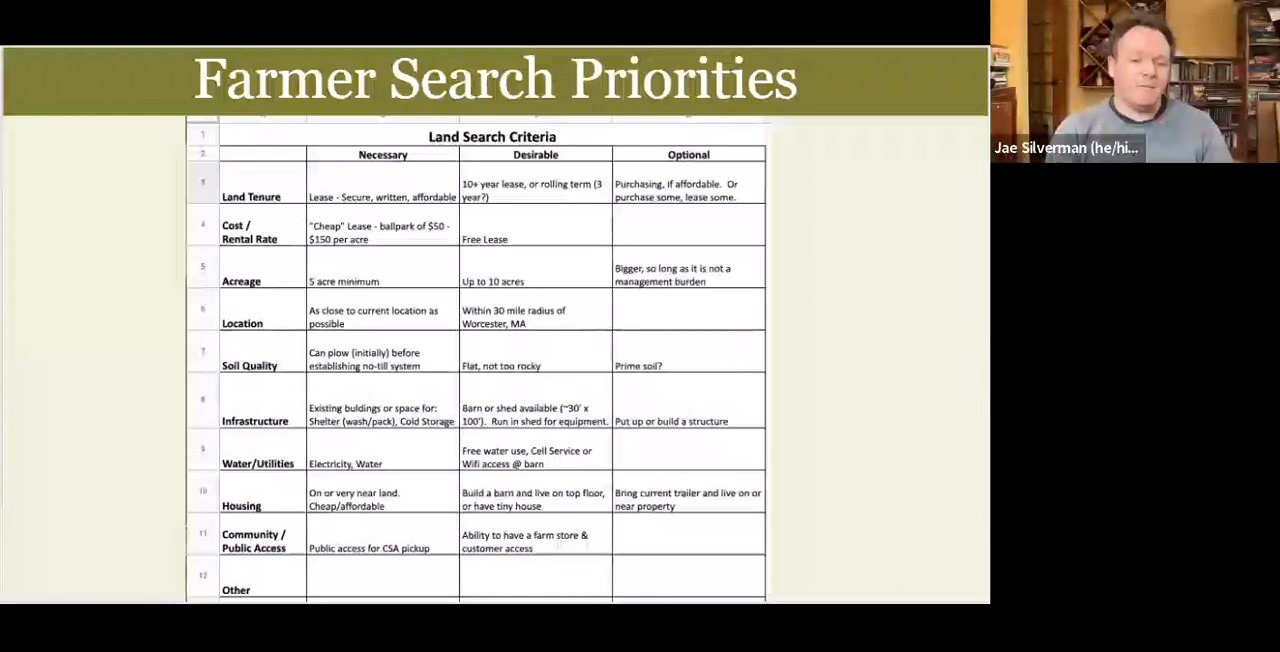 Farmer Search Priorities
1 Land Search Criteria
2 Necessary Desirable Optional
Land Tenure Lease - Secure, written, affordable 10+ year lease, or rolling term (3 year?) Purchasing, if affordable. Or purchase some, lease some.
4 Cost / Rental Rate "Cheap" Lease - ballpark of $50 - $150 per acre Free Lease
5 Acreage 5 acre minimum Up to 10 acres Bigger, so long as it is not a management burden
6 Location As close to current location as possible Within 30 mile radius of Worcester, MA
7 Soil Quality Can plow (initially) before establishing no-till system Flat, not too rocky Prime soil?
8 Infrastructure Existing buldings or space for: Shelter (wash/pack), Cold Storage Barn or shed available (~30' x 100'). Run in shed for equipment. Put up or build a structure
9 Water/Utilities Electricity, Water Free water use, Cell Service or Wifi access @ barn
10 Housing On or very near land. Cheap/affordable Build a barn and live on top floor, or have tiny house Bring current trailer and live on or near property
11 Community / Public Access Public access for CSA pickup Ability to have a farm store & customer access
12 Other
Jae Silverman (he/hi...